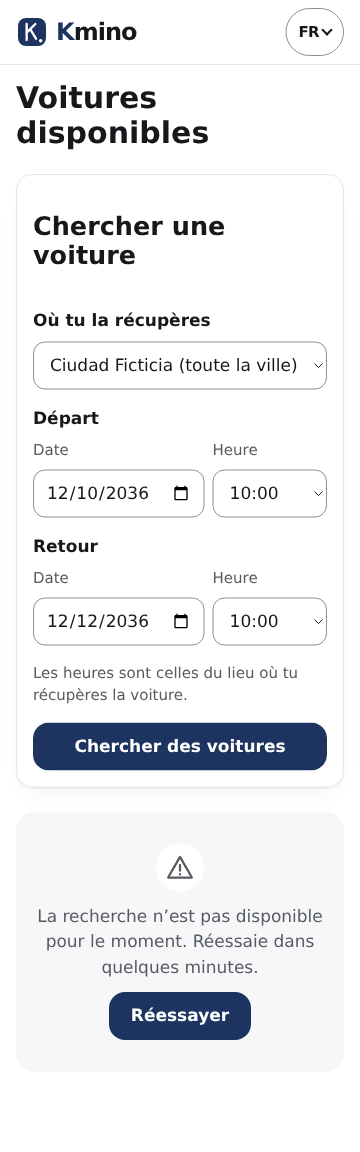 K. Kmino
FR
Voitures
disponibles
Chercher une
voiture
Où tu la récupères
Ciudad Ficticia (toute la ville)
Départ
Date
Heure
12/10/2036
10:00
Retour
Date
Heure
12/12/2036
10:00
Les heures sont celles du lieu où tu
récupères la voiture.
Chercher des voitures
La recherche n’est pas disponible
pour le moment. Réessaie dans
quelques minutes.
Réessayer